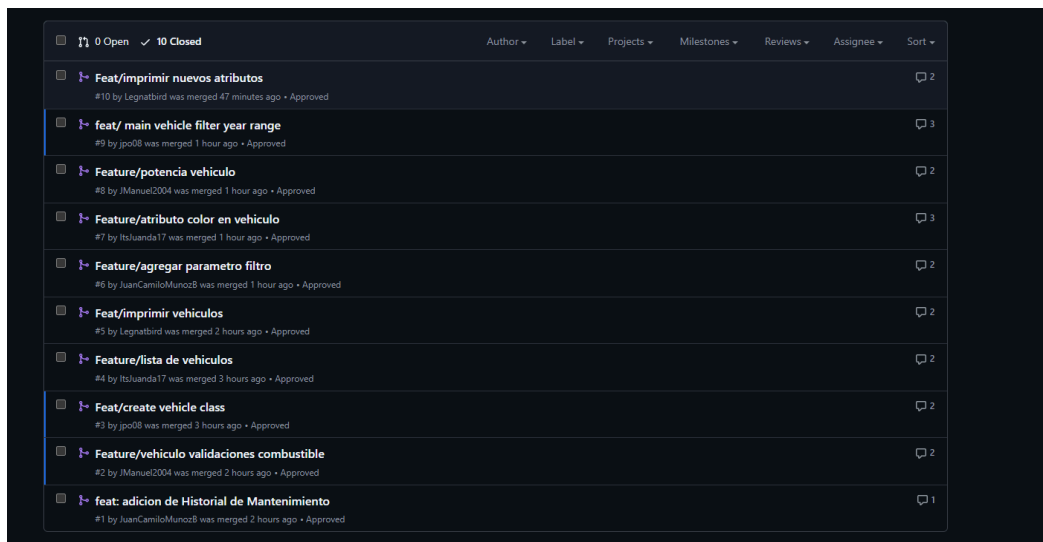 0 Open 10 Closed Author Label Projects Milestones Reviews Assignee Sort
Feat/imprimir nuevos atributos 2
#10 by Legnatbird was merged 47 minutes ago • Approved
feat/ main vehicle filter year range 3
#9 by jpo08 was merged 1 hour ago • Approved
Feature/potencia vehiculo 2
#8 by JManuel2004 was merged 1 hour ago • Approved
Feature/atributo color en vehiculo 3
#7 by ItsJuanda17 was merged 1 hour ago • Approved
Feature/agregar parametro filtro 2
#6 by JuanCamiloMunozB was merged 1 hour ago • Approved
Feat/imprimir vehiculos 2
#5 by Legnatbird was merged 2 hours ago • Approved
Feature/lista de vehiculos 2
#4 by ItsJuanda17 was merged 3 hours ago • Approved
Feat/create vehicle class 2
#3 by jpo08 was merged 3 hours ago • Approved
Feature/vehiculo validaciones combustible 2
#2 by JManuel2004 was merged 2 hours ago • Approved
feat: adicion de Historial de Mantenimiento 1
#1 by JuanCamiloMunozB was merged 2 hours ago • Approved